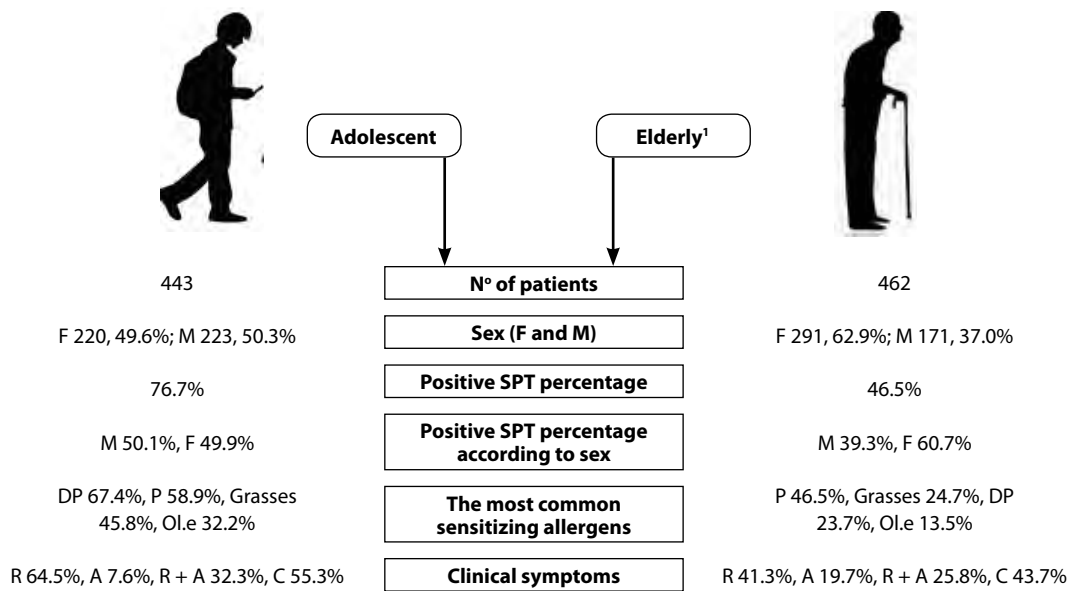 Adolescent
Elderly¹
443
Nº of patients
462
F 220, 49.6%; M 223, 50.3%
Sex (F and M)
F 291, 62.9%; M 171, 37.0%
76.7%
Positive SPT percentage
46.5%
M 50.1%, F 49.9%
Positive SPT percentage
according to sex
M 39.3%, F 60.7%
DP 67.4%, P 58.9%, Grasses
45.8%, Ol.e 32.2%
The most common
sensitizing allergens
P 46.5%, Grasses 24.7%, DP
23.7%, Ol.e 13.5%
R 64.5%, A 7.6%, R + A 32.3%, C 55.3%
Clinical symptoms
R 41.3%, A 19.7%, R + A 25.8%, C 43.7%